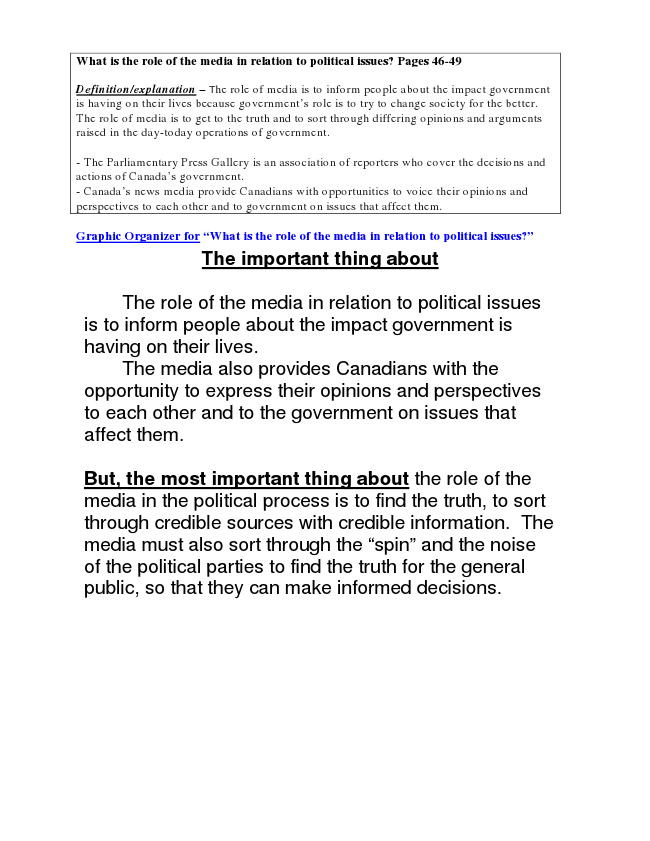 What is the role of the media in relation to political issues? Pages 46-49
Definition/explanation – The role of media is to inform people about the impact government
is having on their lives because government's role is to try to change society for the better.
The role of media is to get to the truth and to sort through differing opinions and arguments
raised in the day-today operations of government.
- The Parliamentary Press Gallery is an association of reporters who cover the decisions and
actions of Canada's government.
- Canada's news media provide Canadians with opportunities to voice their opinions and
perspectives to each other and to government on issues that affect them.
Graphic Organizer for “What is the role of the media in relation to political issues?”
The important thing about
The role of the media in relation to political issues
is to inform people about the impact government is
having on their lives.
The media also provides Canadians with the
opportunity to express their opinions and perspectives
to each other and to the government on issues that
affect them.
But, the most important thing about the role of the
media in the political process is to find the truth, to sort
through credible sources with credible information.  The
media must also sort through the “spin” and the noise
of the political parties to find the truth for the general
public, so that they can make informed decisions.